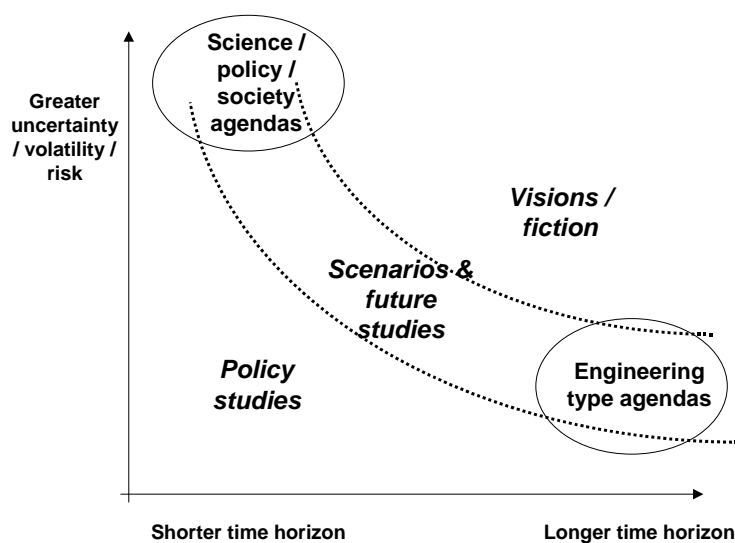 Science /
policy /
society
agendas
Greater
uncertainty
/ volatility /
risk
Visions /
fiction
Scenarios &
future
studies
Policy
studies
Engineering
type agendas
Shorter time horizon
Longer time horizon